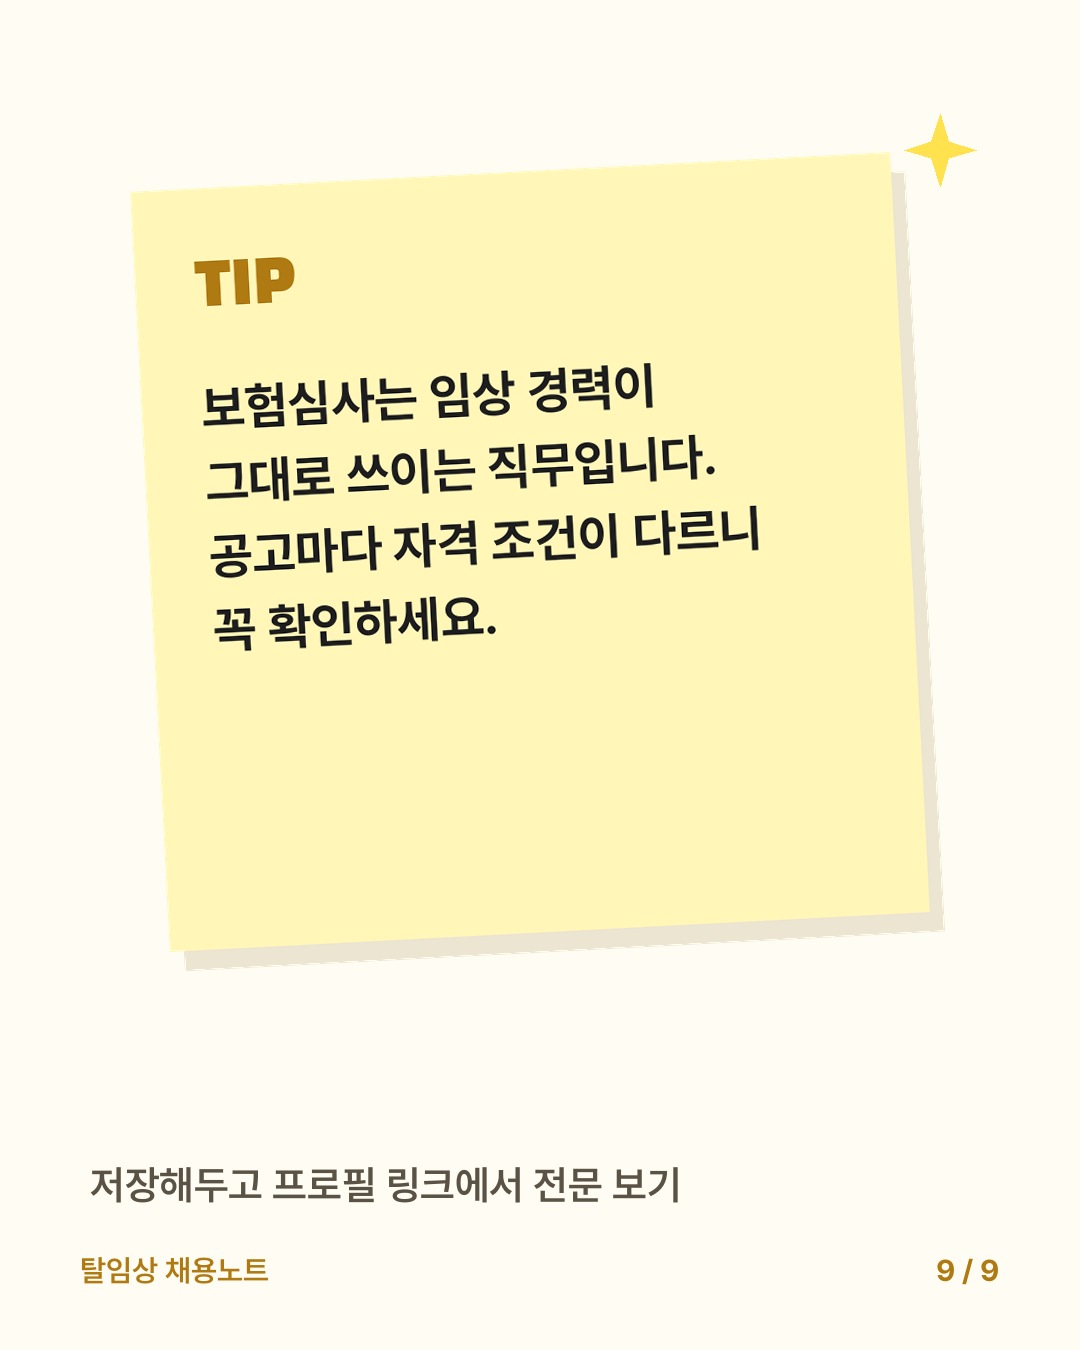 TIP
보험심사는 임상 경력이
그대로 쓰이는 직무입니다.
공고마다 자격 조건이 다르니
꼭 확인하세요.
저장해두고 프로필 링크에서 전문 보기
탈임상 채용노트
9 / 9